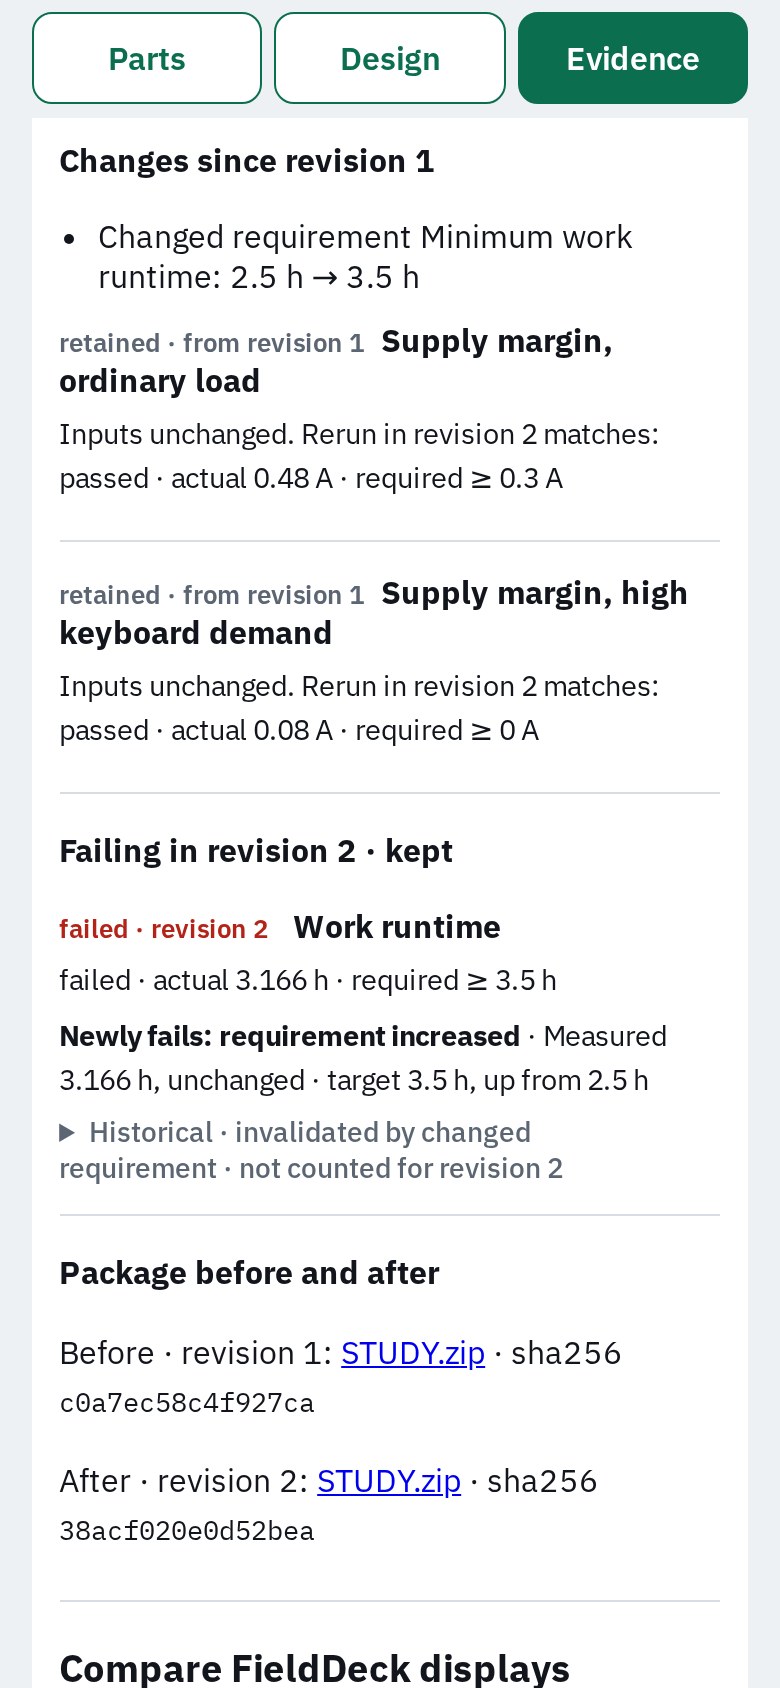 Parts
Design
Evidence
Changes since revision 1
• Changed requirement Minimum work
runtime: 2.5 h → 3.5 h
retained · from revision 1 Supply margin,
ordinary load
Inputs unchanged. Rerun in revision 2 matches:
passed · actual 0.48 A · required ≥ 0.3 A
retained · from revision 1 Supply margin, high
keyboard demand
Inputs unchanged. Rerun in revision 2 matches:
passed · actual 0.08 A · required ≥ 0 A
Failing in revision 2 · kept
failed · revision 2 Work runtime
failed · actual 3.166 h · required ≥ 3.5 h
Newly fails: requirement increased · Measured
3.166 h, unchanged · target 3.5 h, up from 2.5 h
▶ Historical · invalidated by changed
requirement · not counted for revision 2
Package before and after
Before · revision 1: STUDY.zip · sha256
c0a7ec58c4f927ca
After · revision 2: STUDY.zip · sha256
38acf020e0d52bea
Compare FieldDeck displays